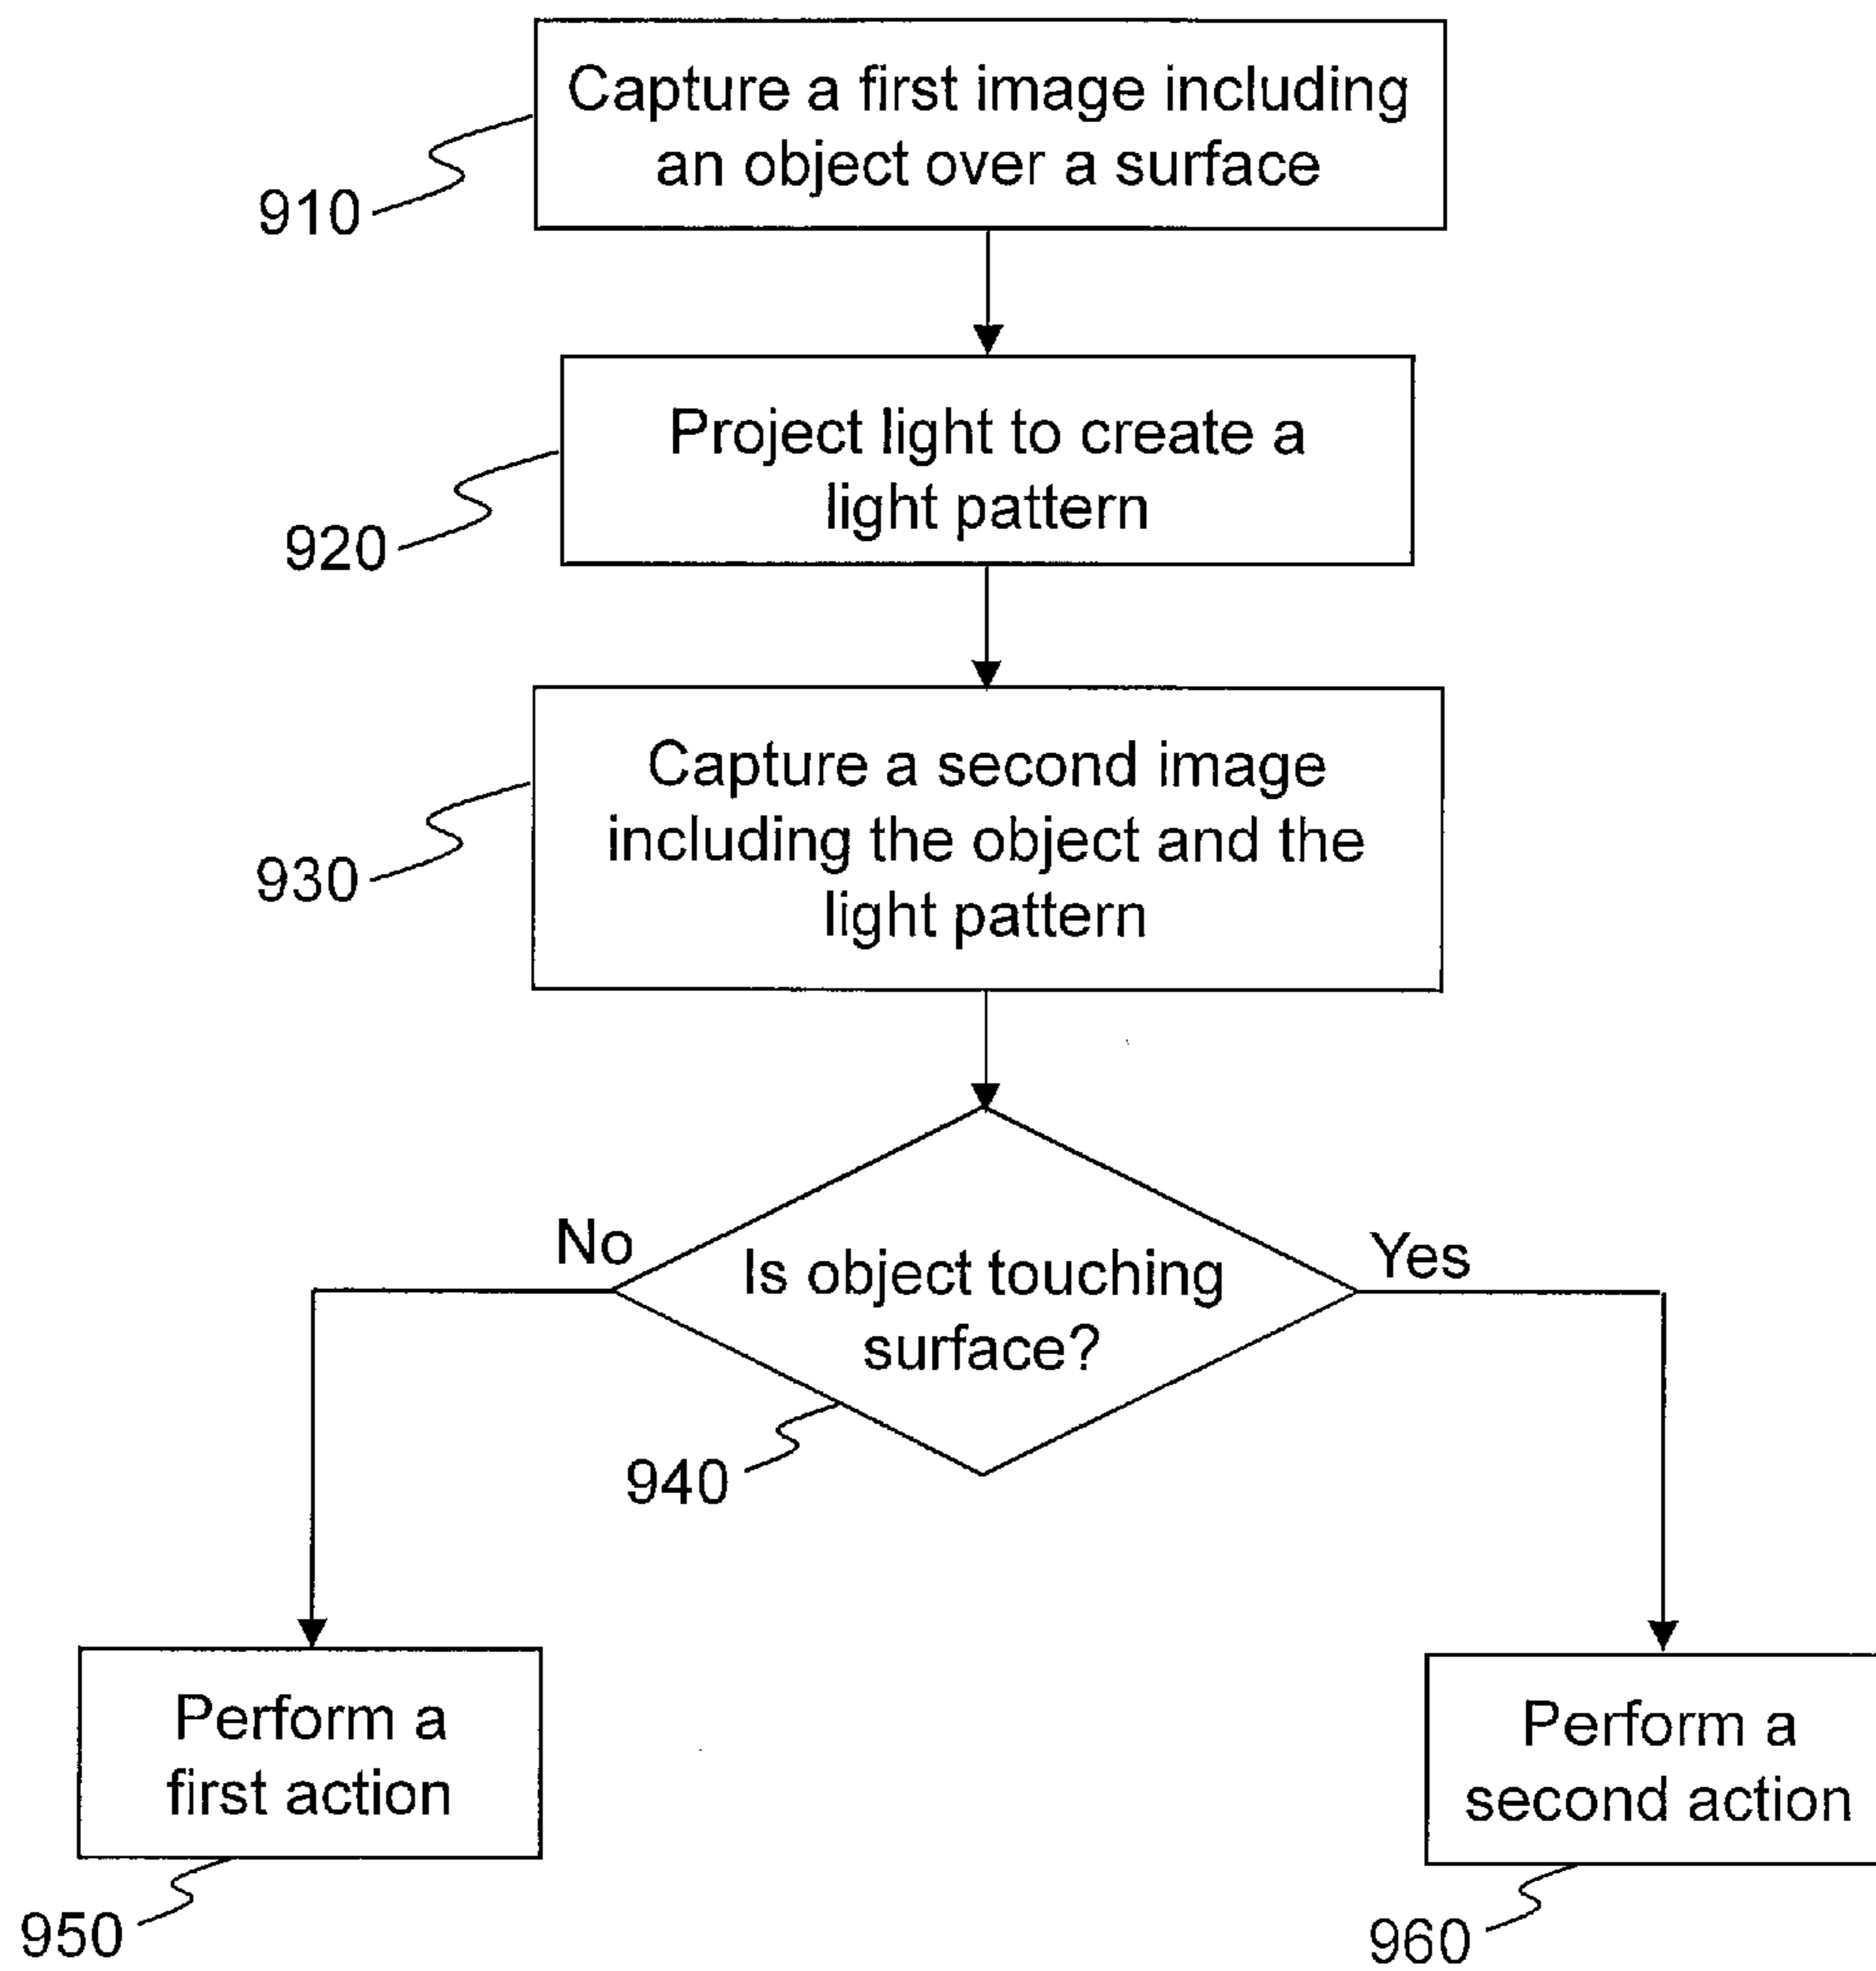 Capture a first image including
an object over a surface
910
Project light to create a
light pattern
920
Capture a second image
including the object and the
light pattern
930
No
Is object touching
surface?
Yes
940
Perform a
first action
950
Perform a
second action
960